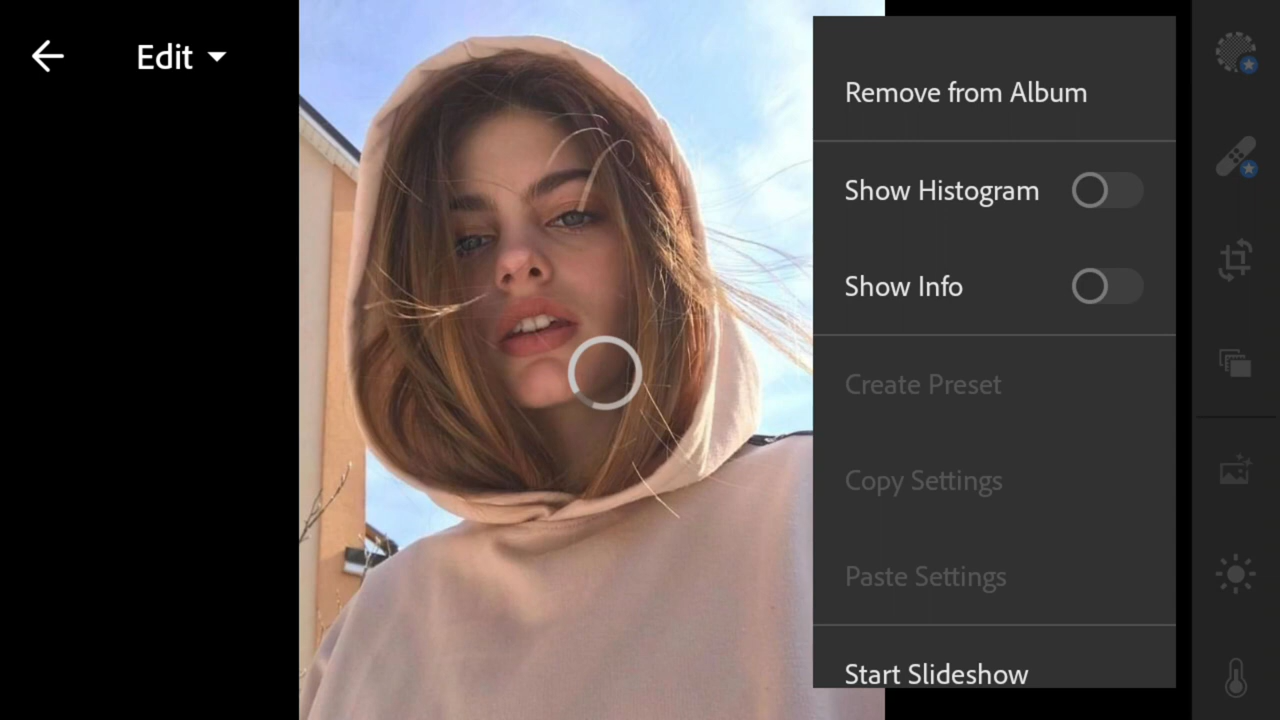 Edit
Remove from Album
Show Histogram
Show Info
Create Preset
Copy Settings
Paste Settings
Start Slideshow